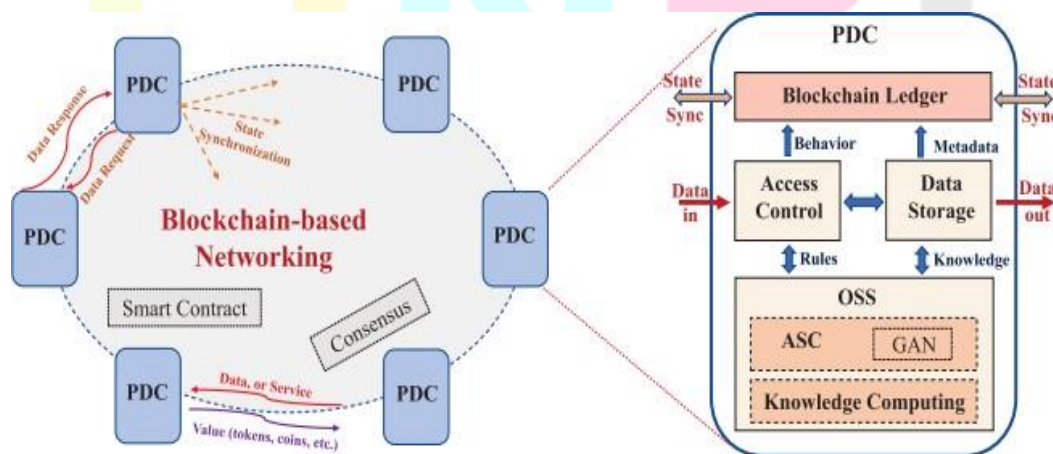 PDC
PDC
PDC
PDC
PDC
PDC
Data Response
Data Request
State
Synchronization
Blockchain-based
Networking
Smart Contract
Consensus
Data, or Service
Value (tokens, coins, etc.)
PDC
State
Sync
Blockchain Ledger
State
Sync
Behavior
Metadata
Data
in
Access
Control
Data
Storage
Data
out
Rules
Knowledge
OSS
ASC
GAN
Knowledge Computing